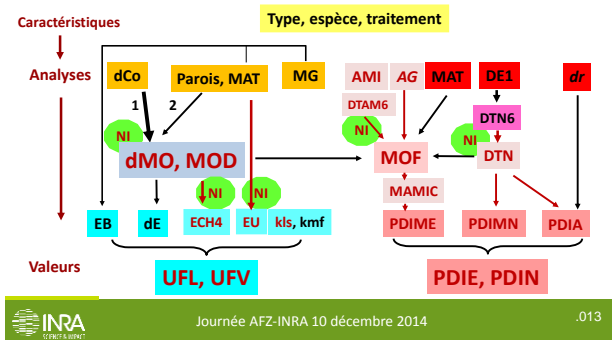 Caractéristiques
Type, espèce, traitement
Analyses
dCo
Parois, MAT
MG
AMI
AG
MAT
DE1
dr
1
2
DTAM6
DTN6
NI
NI
NI
dMO, MOD
MOF
DTN
NI
NI
MAMIC
EB
dE
ECH4
EU
kls, kmf
PDIME
PDIMN
PDIA
Valeurs
UFL, UFV
PDIE, PDIN
INRA
SCIENCE & IMPACT
Journée AFZ-INRA 10 décembre 2014
.013